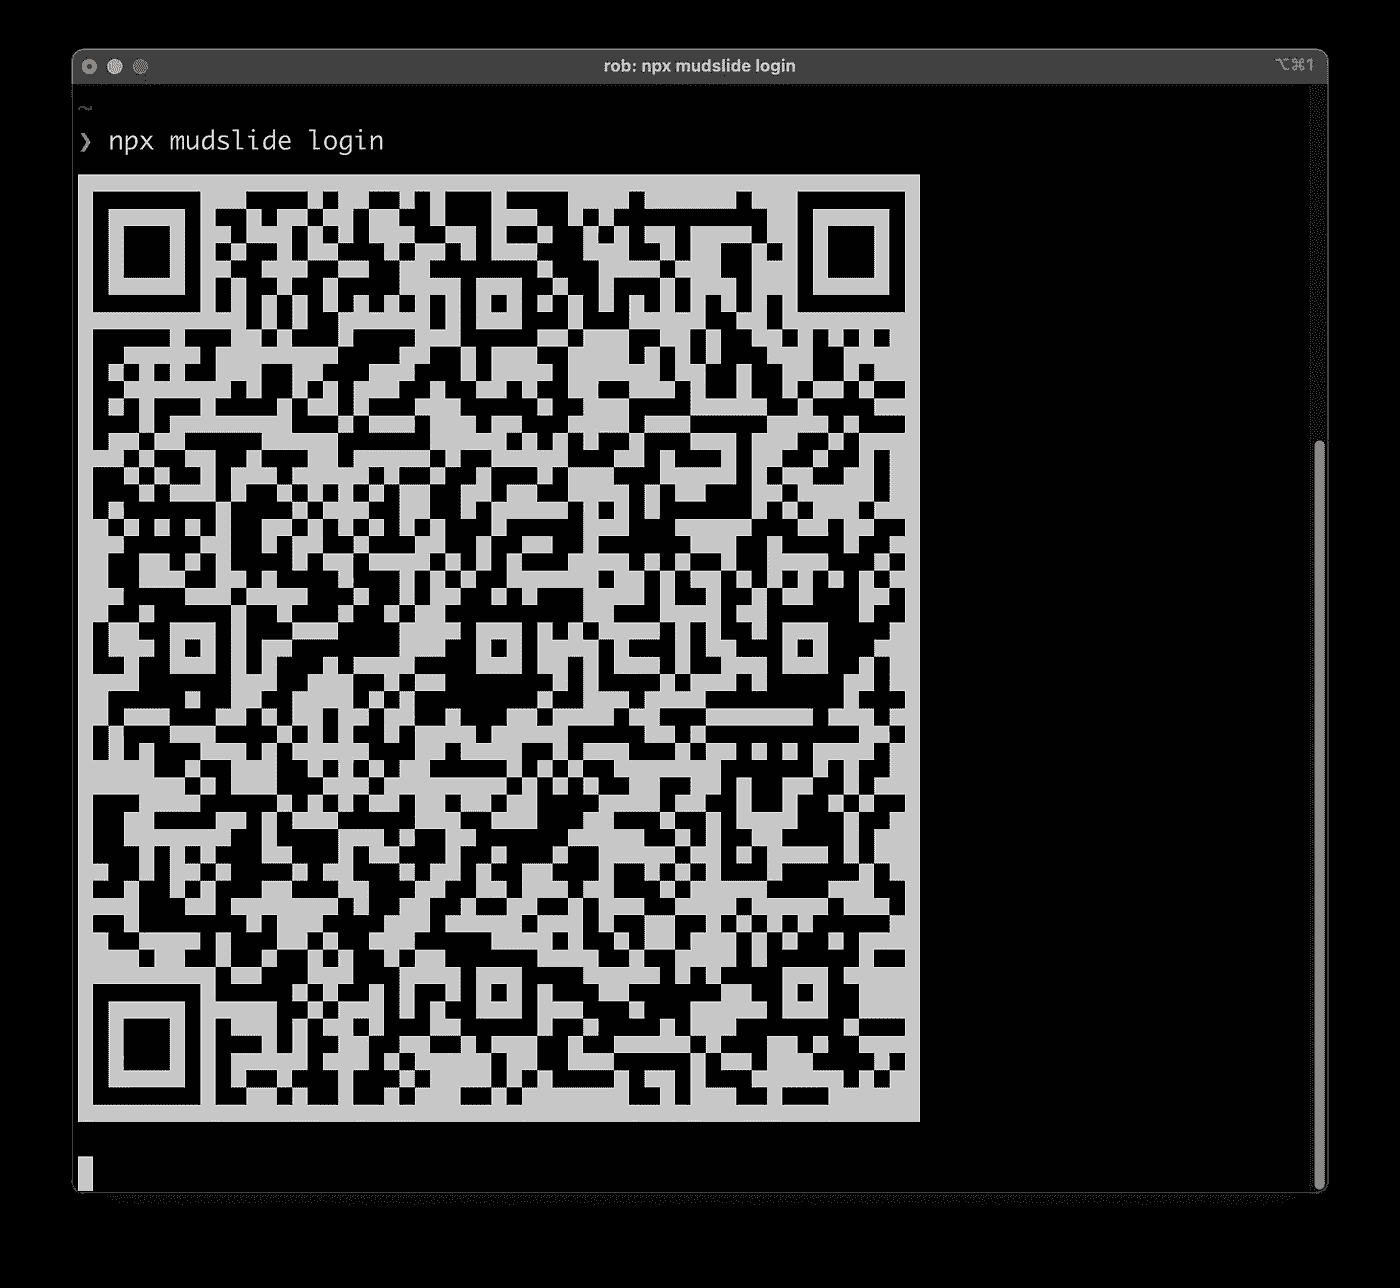 rob: npx mudslide login
⌥⌘1
~
❯ npx mudslide login